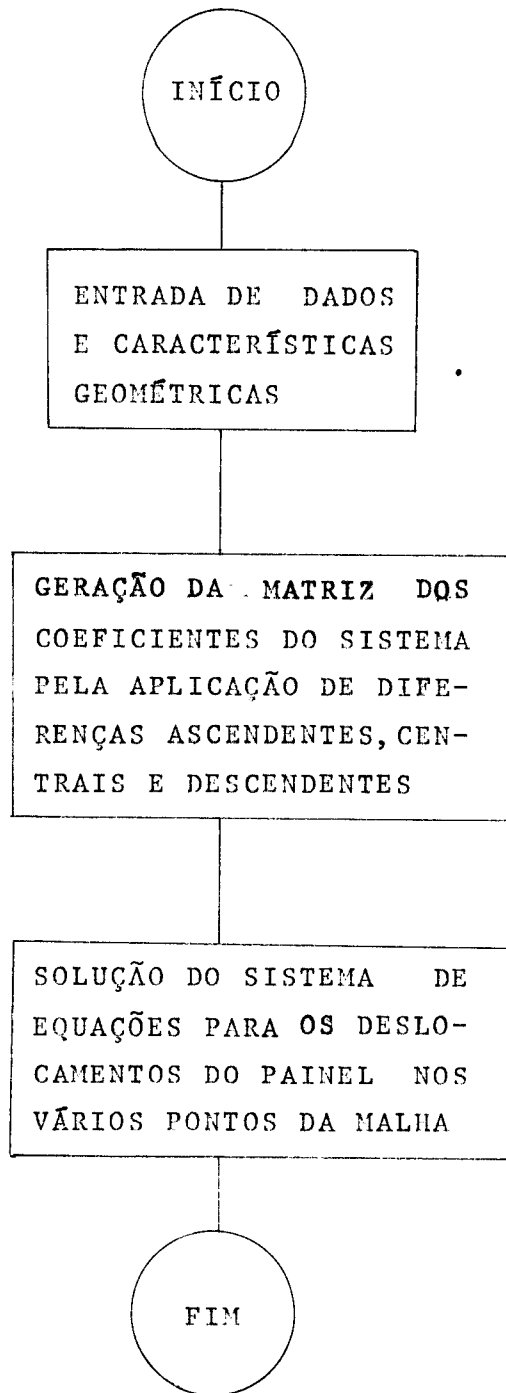 INÍCIO
ENTRADA DE DADOS
E CARACTERÍSTICAS
GEOMÉTRICAS
GERAÇÃO DA MATRIZ DOS
COEFICIENTES DO SISTEMA
PELA APLICAÇÃO DE DIFE-
RENÇAS ASCENDENTES, CEN-
TRAIS E DESCENDENTES
SOLUÇÃO DO SISTEMA DE
EQUAÇÕES PARA OS DESLO-
CAMENTOS DO PAINEL NOS
VÁRIOS PONTOS DA MALHA
FIM